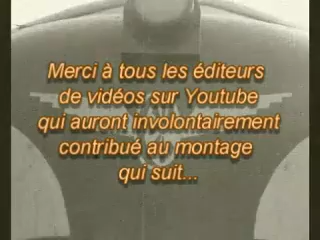 Merci à tous les éditeurs
de vidéos sur Youtube
qui auront involontairement
contribué au montage
qui suit...